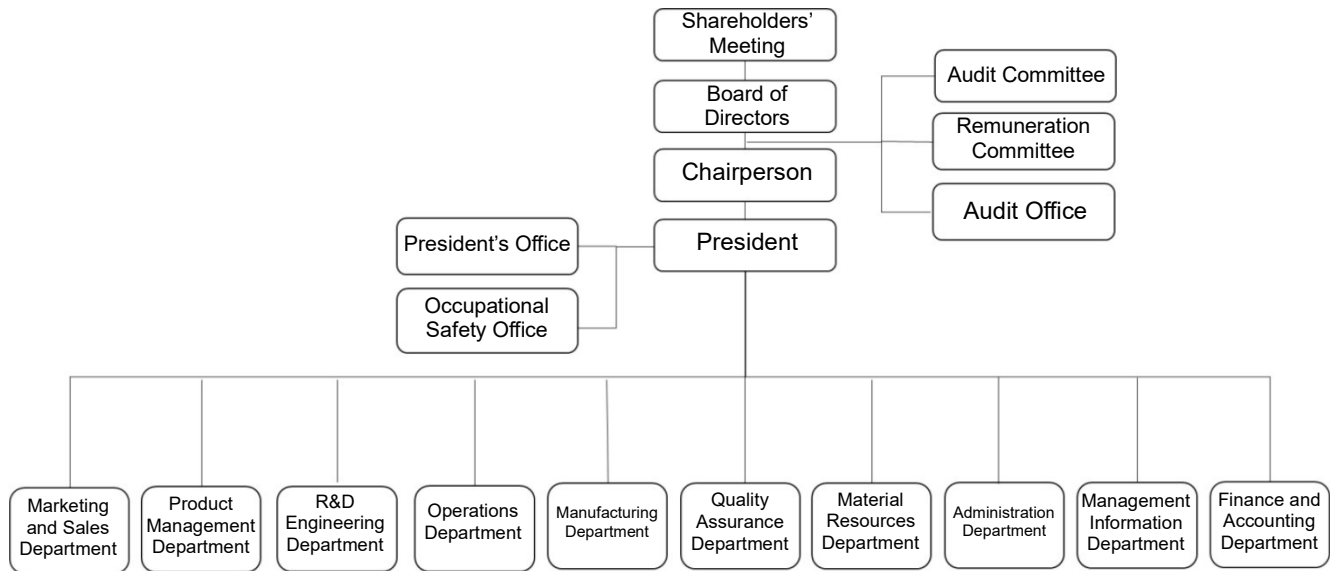 Shareholders’
Meeting
Board of
Directors
Chairperson
President
Audit Committee
Remuneration
Committee
Audit Office
President’s Office
Occupational
Safety Office
Marketing
and Sales
Department
Product
Management
Department
R&D
Engineering
Department
Operations
Department
Manufacturing
Department
Quality
Assurance
Department
Material
Resources
Department
Administration
Department
Management
Information
Department
Finance and
Accounting
Department